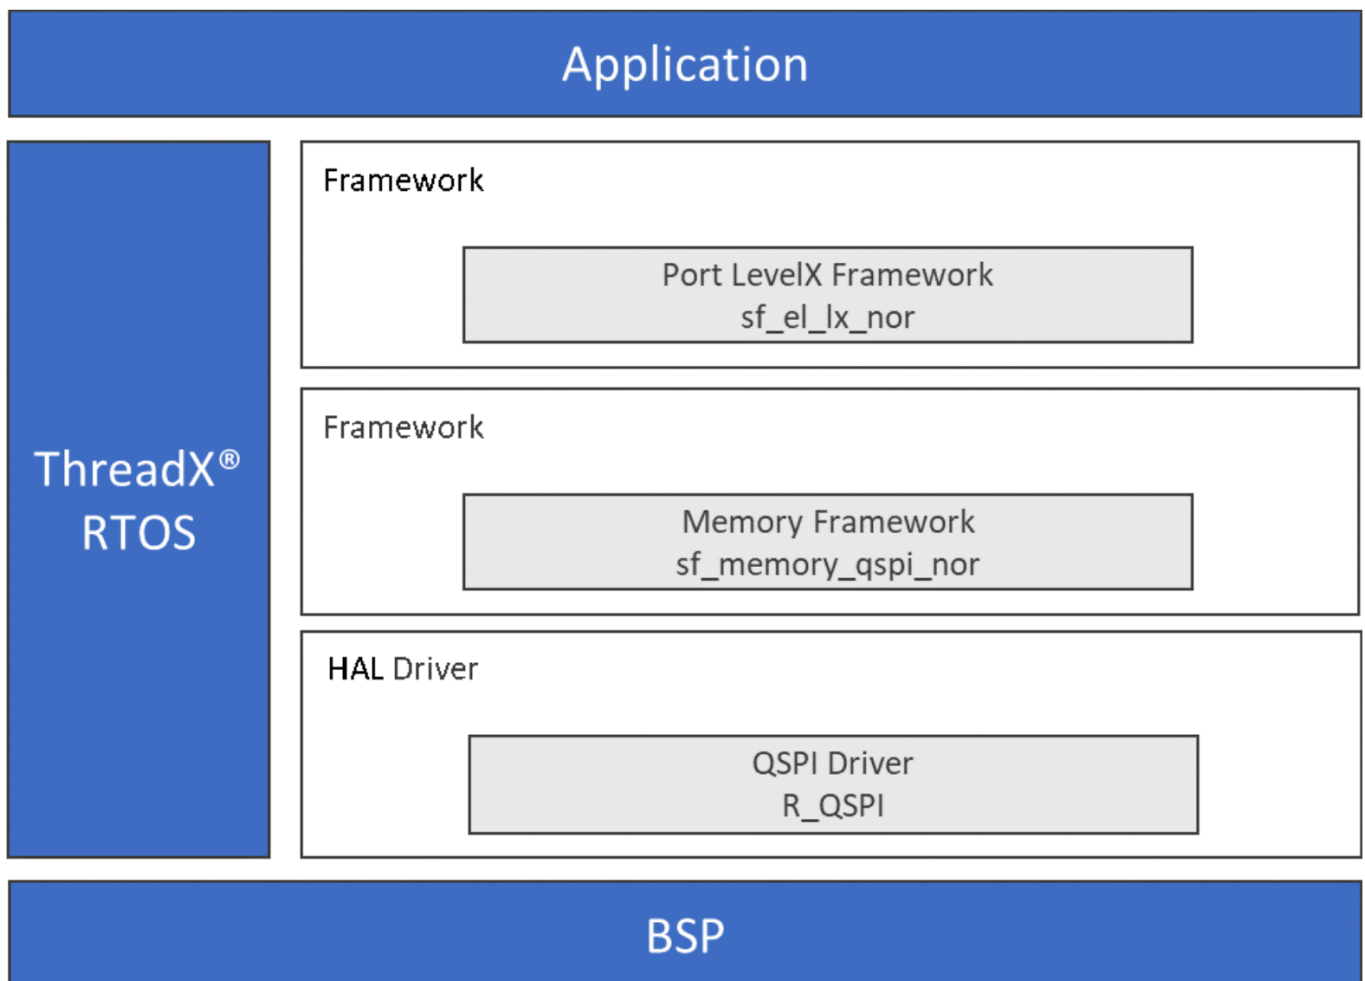 Application
Framework
Port LevelX Framework
sf_el_lx_nor
ThreadX®
RTOS
Framework
Memory Framework
sf_memory_qspi_nor
HAL Driver
QSPI Driver
R_QSPI
BSP